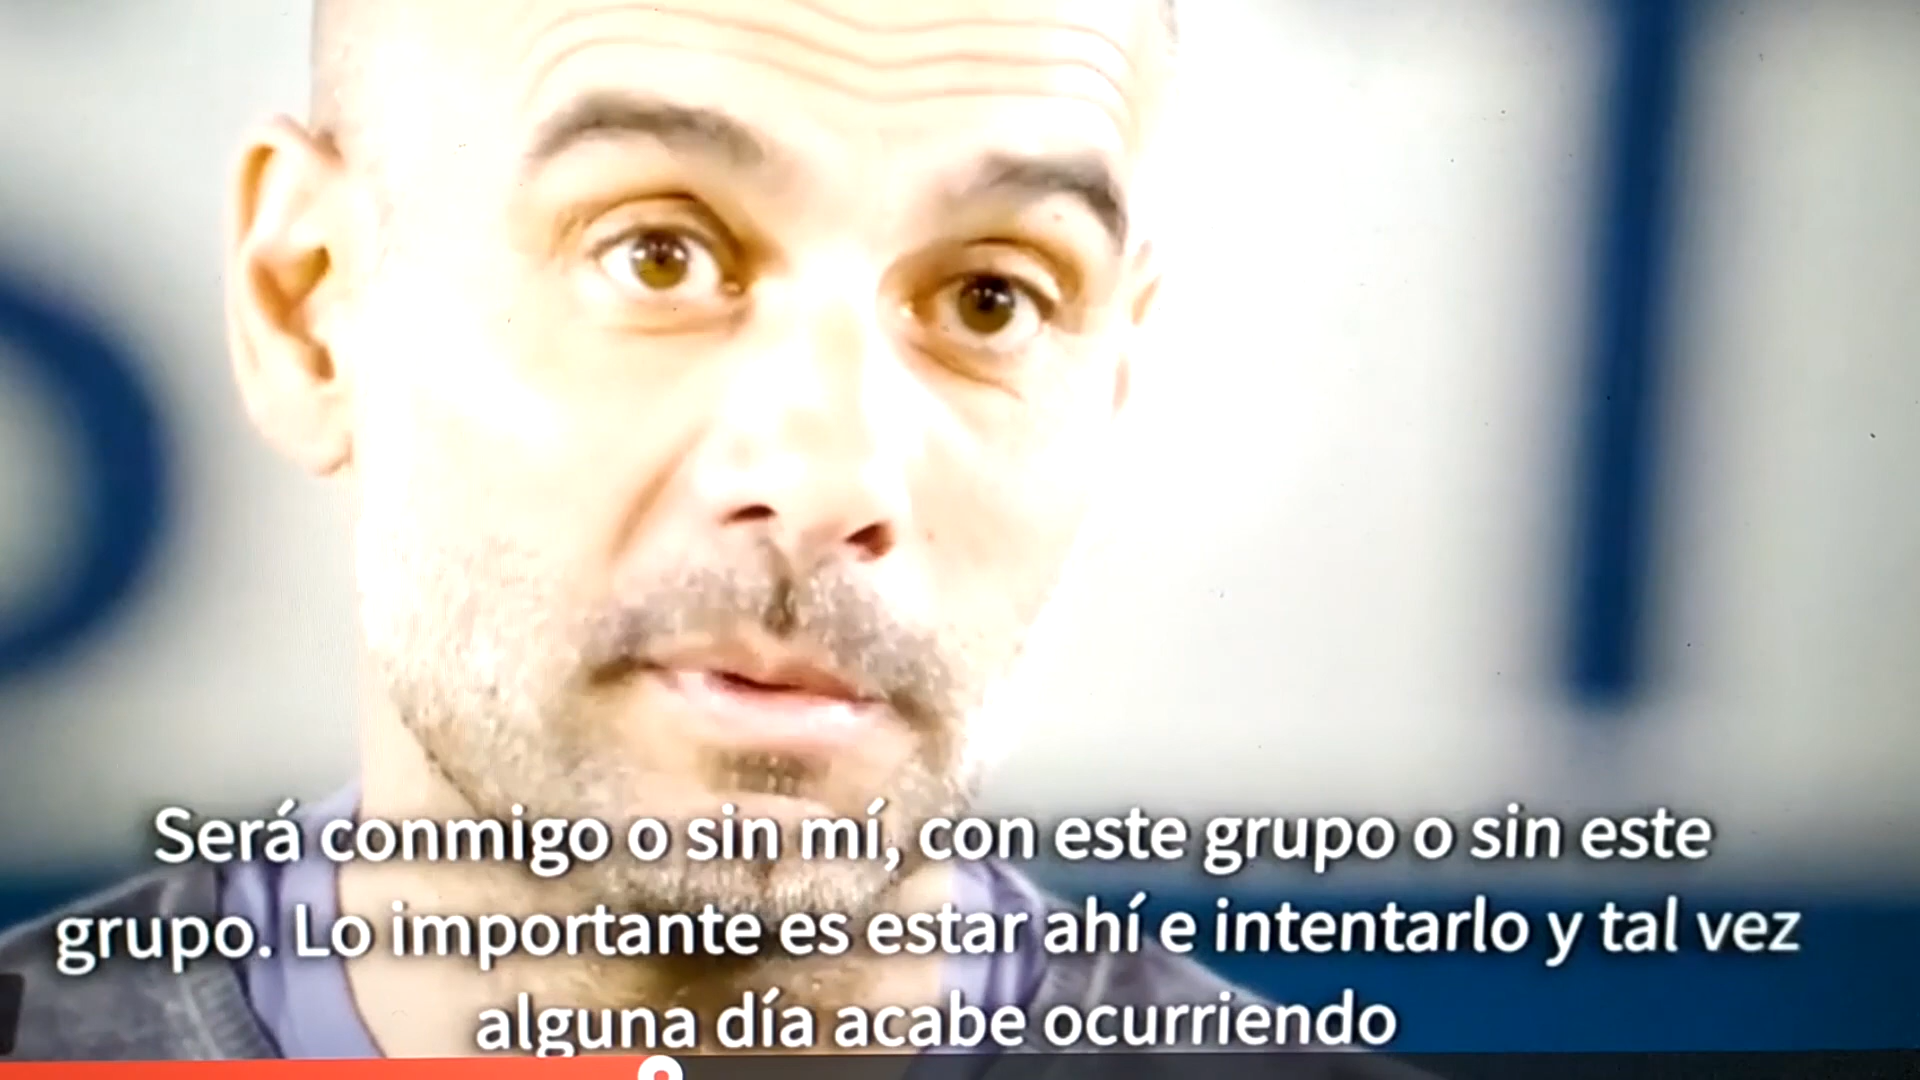 Será conmigo o sin mí, con este grupo o sin este
grupo. Lo importante es estar ahí e intentarlo y tal vez
alguna día acabe ocurriendo